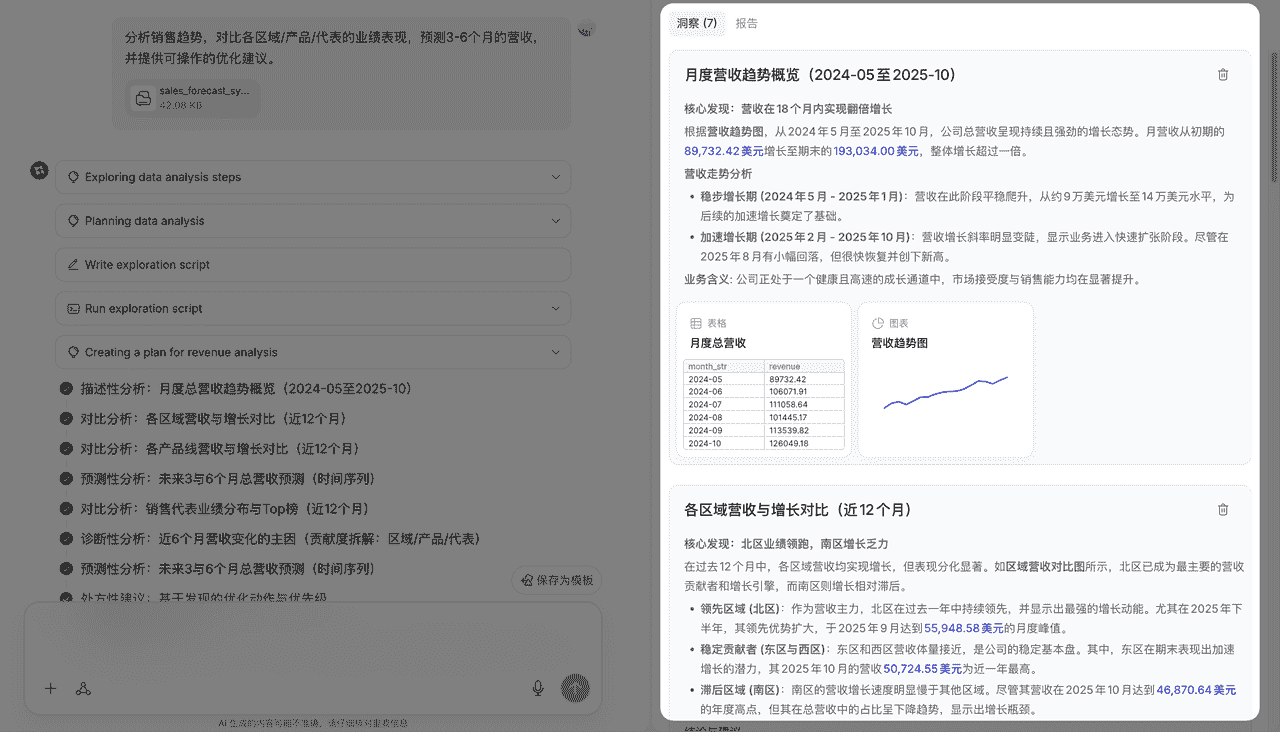 分析销售趋势，对比各区域/产品/代表的业绩表现，预测3-6个月的营收，
并提供可操作的优化建议。
sales_forecast_sy...
42.08 KB
Exploring data analysis steps
Planning data analysis
Write exploration script
Run exploration script
Creating a plan for revenue analysis
描述性分析：月度总营收趋势概览（2024-05至2025-10）
对比分析：各区域营收与增长对比（近12个月）
对比分析：各产品线营收与增长对比（近12个月）
预测性分析：未来3与6个月总营收预测（时间序列）
对比分析：销售代表业绩分布与Top榜（近12个月）
诊断性分析：近6个月营收变化的主因（贡献度拆解：区域/产品/代表）
预测性分析：未来3与6个月总营收预测（时间序列）
处方性建议：基于发现的优化动作与优先级
保存为模板
洞察 (7) 报告
月度营收趋势概览（2024-05至2025-10）
核心发现：营收在18个月内实现翻倍增长
根据营收趋势图，从2024年5月至2025年10月，公司总营收呈现持续且强劲的增长态势。月营收从初期的
89,732.42美元增长至期末的193,034.00美元，整体增长超过一倍。
营收走势分析
• 稳步增长期 (2024年5月 - 2025年1月)：营收在此阶段平稳爬升，从约9万美元增长至14万美元水平，为
后续的加速增长奠定了基础。
• 加速增长期 (2025年2月 - 2025年10月)：营收增长斜率明显变陡，显示业务进入快速扩张阶段。尽管在
2025年8月有小幅回落，但很快恢复并创下新高。
业务含义: 公司正处于一个健康且高速的成长通道中，市场接受度与销售能力均在显著提升。
表格
月度总营收
month_str revenue
2024-05 89732.42
2024-06 106071.91
2024-07 111058.64
2024-08 101445.17
2024-09 113539.82
2024-10 126049.18
图表
营收趋势图
各区域营收与增长对比（近12个月）
核心发现：北区业绩领跑，南区增长乏力
在过去12个月中，各区域营收均实现增长，但表现分化显著。如区域营收对比图所示，北区已成为最主要的营收
贡献者和增长引擎，而南区则增长相对滞后。
• 领先区域 (北区)：作为营收主力，北区在过去一年中持续领先，并显示出最强的增长动能。尤其在2025年下
半年，其领先优势扩大，于2025年9月达到55,948.58美元的月度峰值。
• 稳定贡献者 (东区与西区)：东区和西区营收体量接近，是公司的稳定基本盘。其中，东区在期末表现出加速
增长的潜力，其2025年10月的营收50,724.55美元为近一年最高。
• 滞后区域 (南区)：南区的营收增长速度明显慢于其他区域。尽管其营收在2025年10月达到46,870.64美元
的年度高点，但其在总营收中的占比呈下降趋势，显示出增长瓶颈。